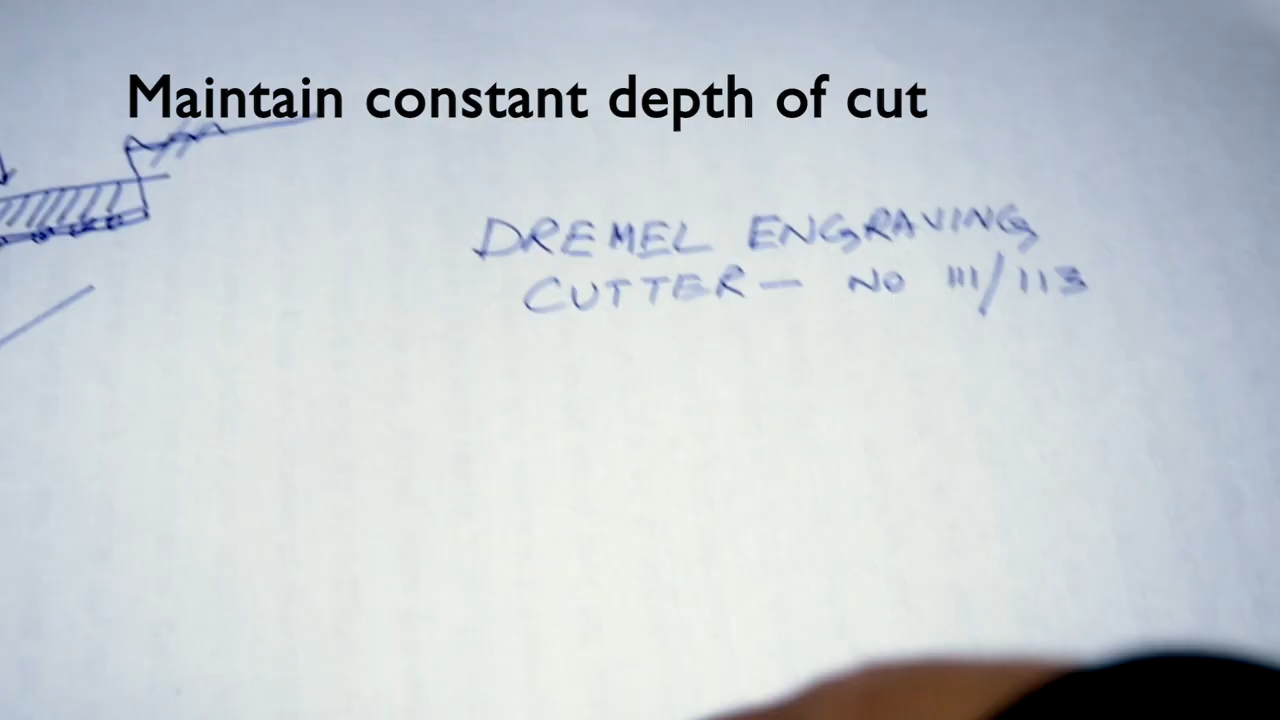 Maintain constant depth of cut
DREMEL ENGRAVING
CUTTER - NO 111/113